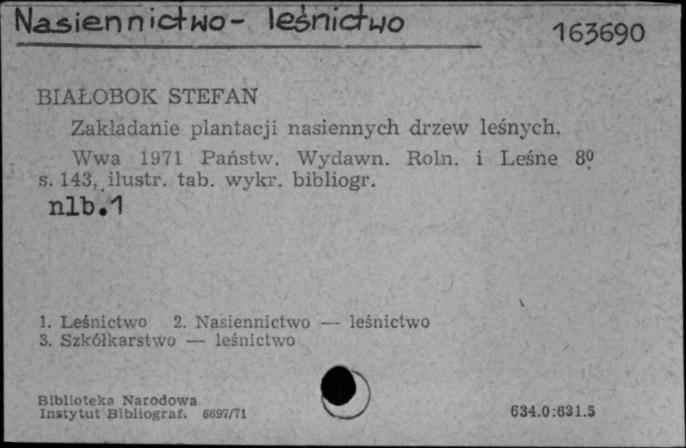 Nasiennictwo - leśnictwo
163690
BIAŁOBOK STEFAN
Zakładanie plantacji nasiennych drzew leśnych.
Wwa 1971 Państw. Wydawn. Roln. i Leśne 8⁰
s. 143, ilustr. tab. wykr. bibliogr.
nlb.1
1. Leśnictwo 2. Nasiennictwo — leśnictwo
3. Szkółkarstwo — leśnictwo
Biblioteka Narodowa
Instytut Bibliograf. 6697/71
634.0:631.5